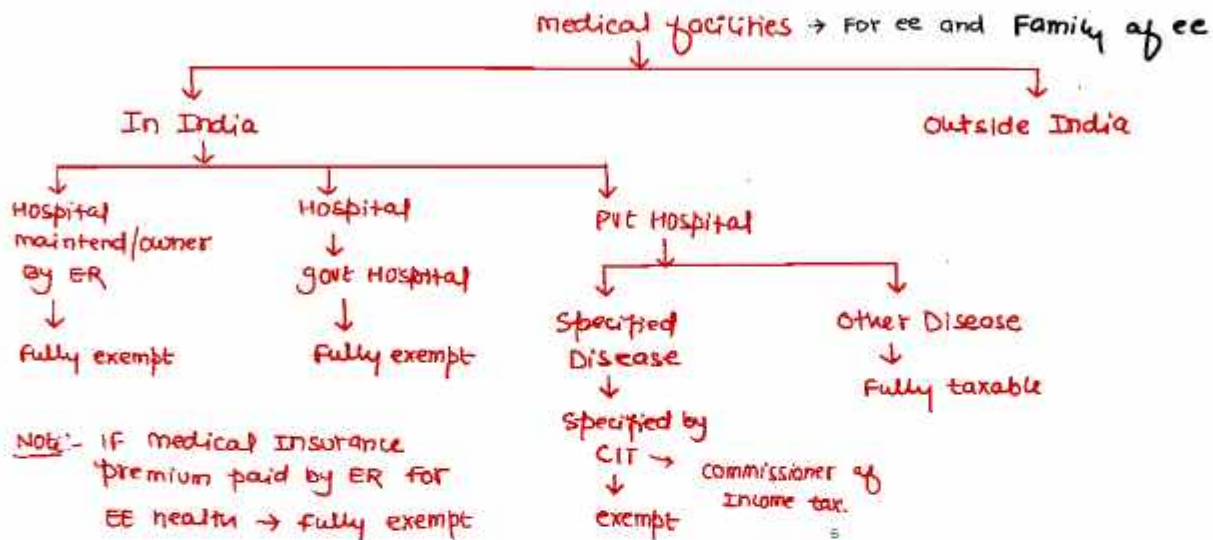 Medical facilities → For ee and Family of ee
In India
Outside India
Hospital
maintend/owner
By ER
Fully exempt
Hospital
govt Hospital
Fully exempt
Pvt Hospital
Specified
Disease
Specified by
CIT → commissioner of
Income tax.
exempt
Other Disease
Fully taxable
Note:- IF medical Insurance
premium paid by ER for
EE health → fully exempt
5